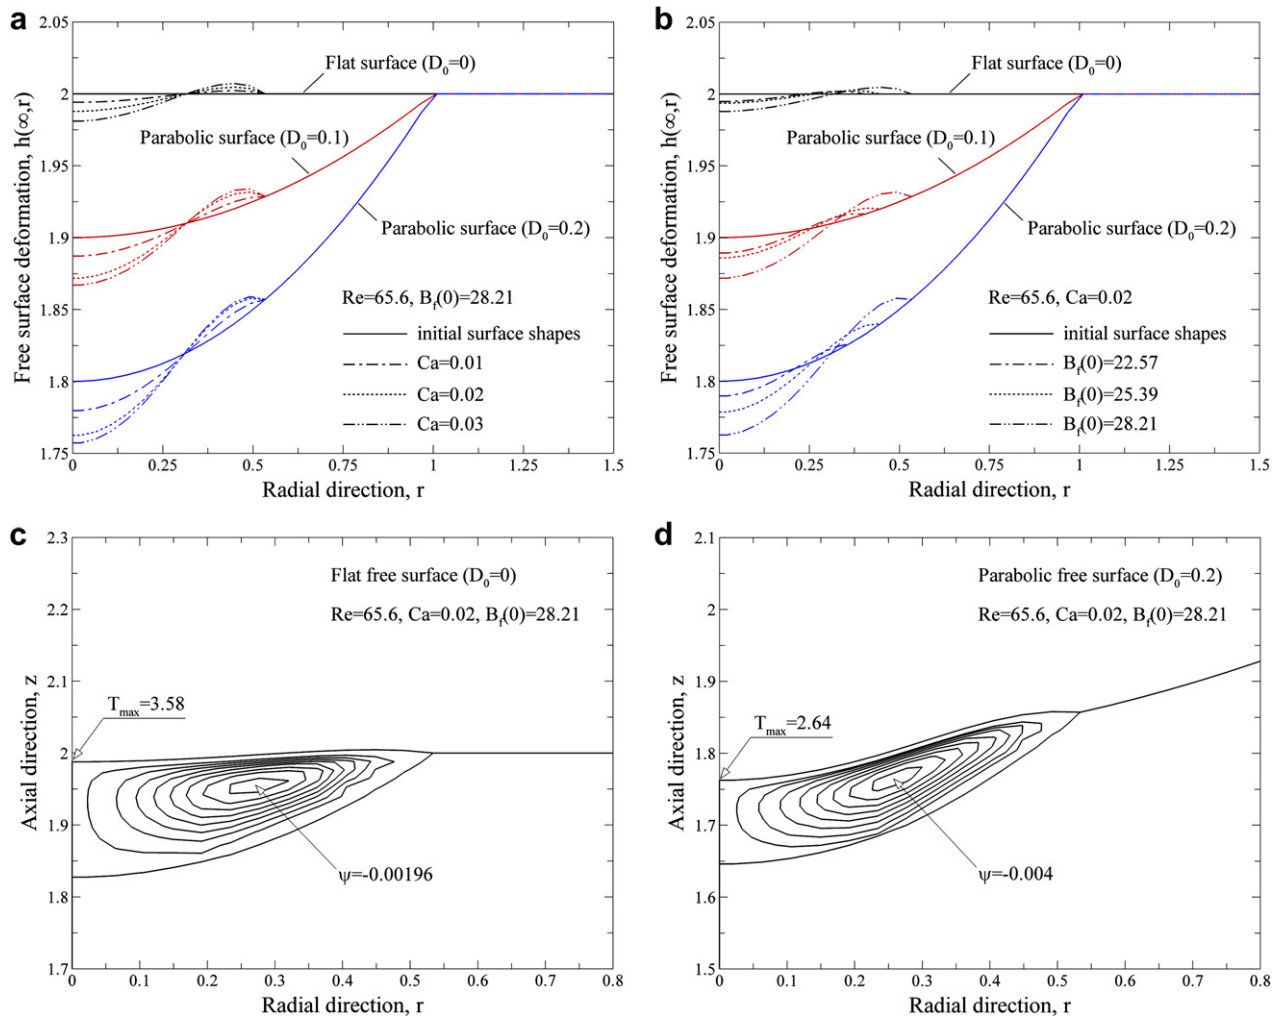 a
2.05
2
1.95
1.9
1.85
1.8
1.75
Free surface deformation, h(∞,r)
Flat surface (D₀=0)
Parabolic surface (D₀=0.1)
Parabolic surface (D₀=0.2)
Re=65.6, B_f(0)=28.21
initial surface shapes
Ca=0.01
Ca=0.02
Ca=0.03
0 0.25 0.5 0.75 1 1.25 1.5
Radial direction, r
b
2.05
2
1.95
1.9
1.85
1.8
1.75
Free surface deformation, h(∞,r)
Flat surface (D₀=0)
Parabolic surface (D₀=0.1)
Parabolic surface (D₀=0.2)
Re=65.6, Ca=0.02
initial surface shapes
B_f(0)=22.57
B_f(0)=25.39
B_f(0)=28.21
0 0.25 0.5 0.75 1 1.25 1.5
Radial direction, r
c
2.3
2.2
2.1
2
1.9
1.8
1.7
Axial direction, z
Flat free surface (D₀=0)
Re=65.6, Ca=0.02, B_f(0)=28.21
T_max=3.58
ψ=-0.00196
0 0.1 0.2 0.3 0.4 0.5 0.6 0.7 0.8
Radial direction, r
d
2.1
2
1.9
1.8
1.7
1.6
1.5
Axial direction, z
Parabolic free surface (D₀=0.2)
Re=65.6, Ca=0.02, B_f(0)=28.21
T_max=2.64
ψ=-0.004
0 0.1 0.2 0.3 0.4 0.5 0.6 0.7 0.8
Radial direction, r